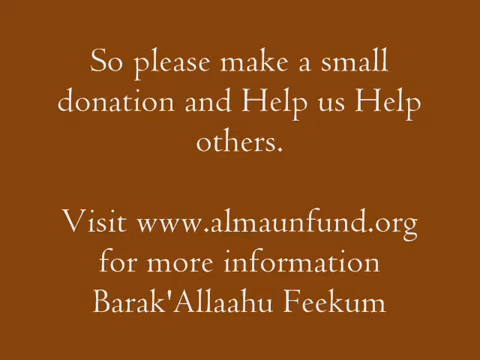 So please make a small
donation and Help us Help
others.
Visit www.almaunfund.org
for more information
Barak'Allaahu Feekum